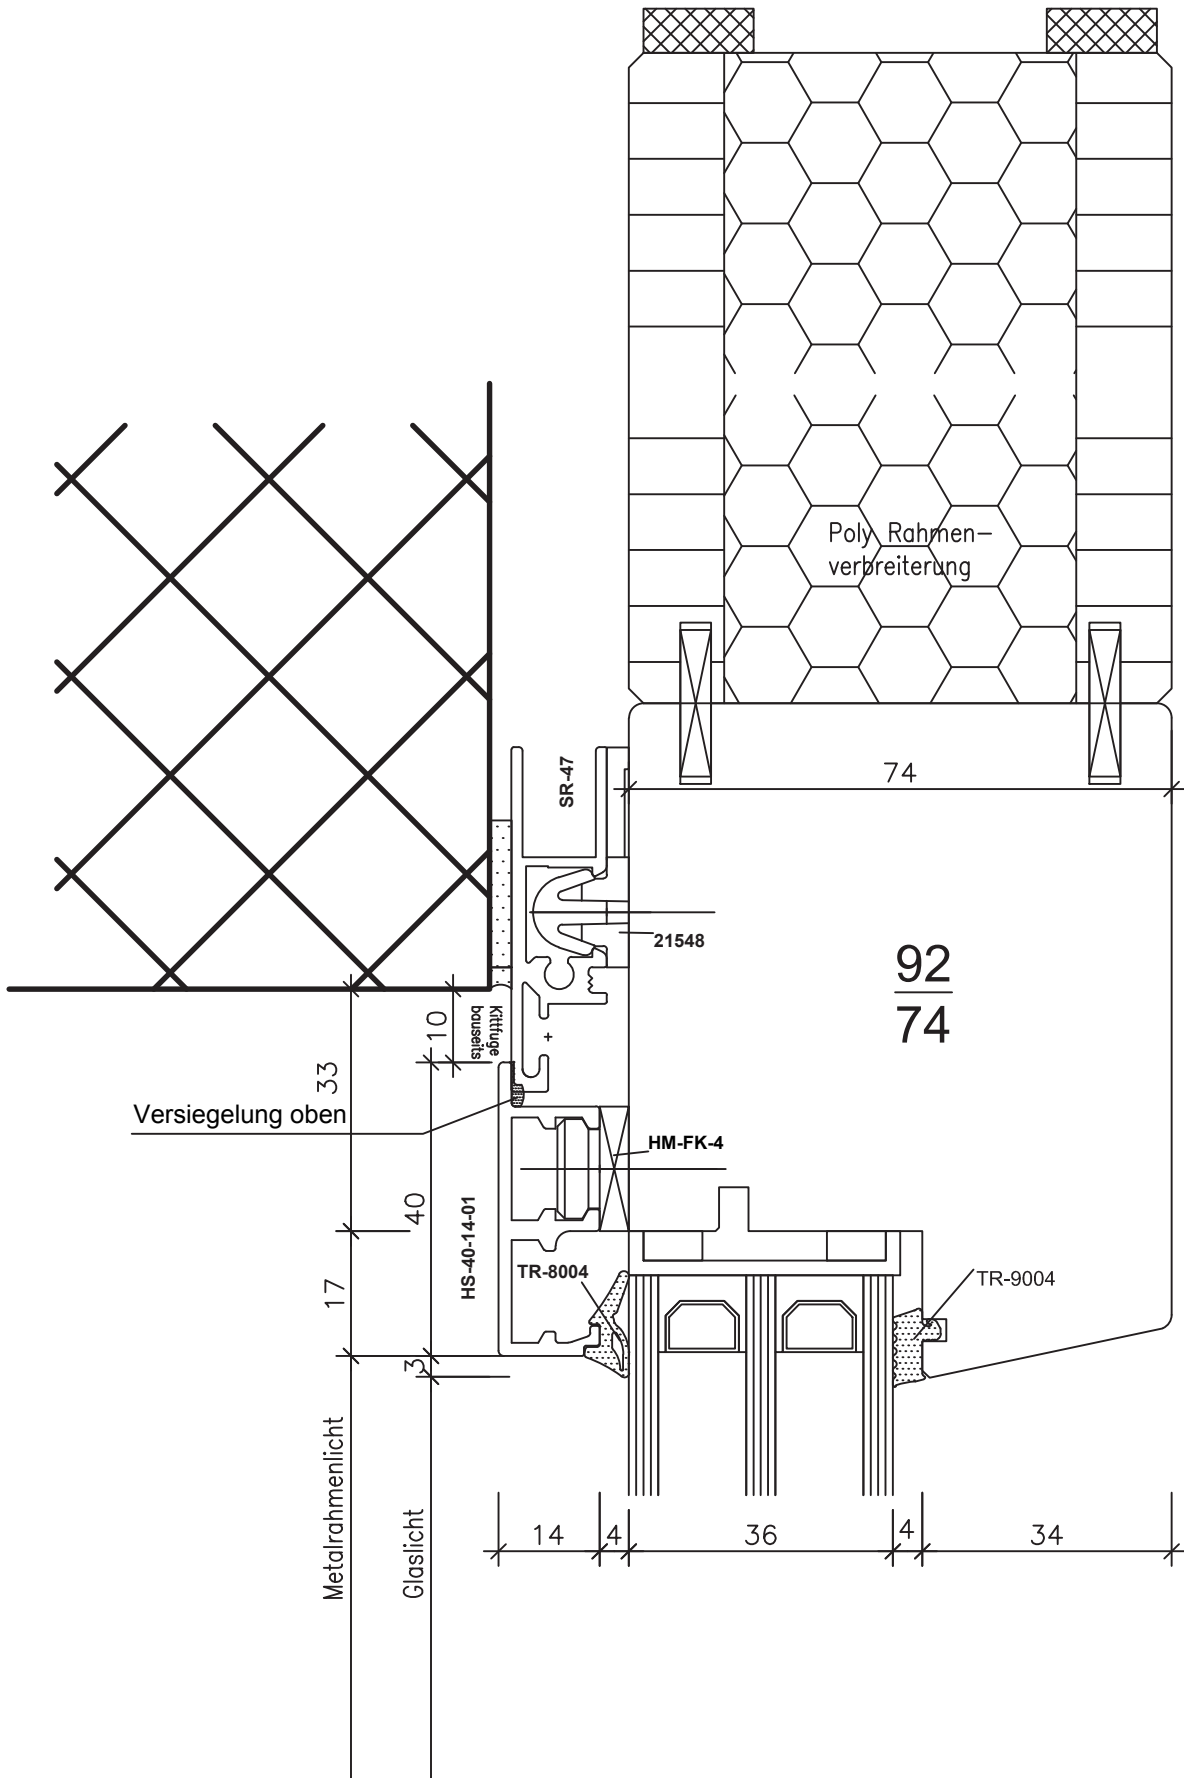 Poly Rahmen-
verbreiterung
SR-47
74
21548
92
74
10
Kittfuge
bauseits
33
Versiegelung oben
HM-FK-4
40
HS-40-14-01
17
TR-8004
TR-9004
3
Metalrahmenlicht
Glaslicht
14
4
36
4
34